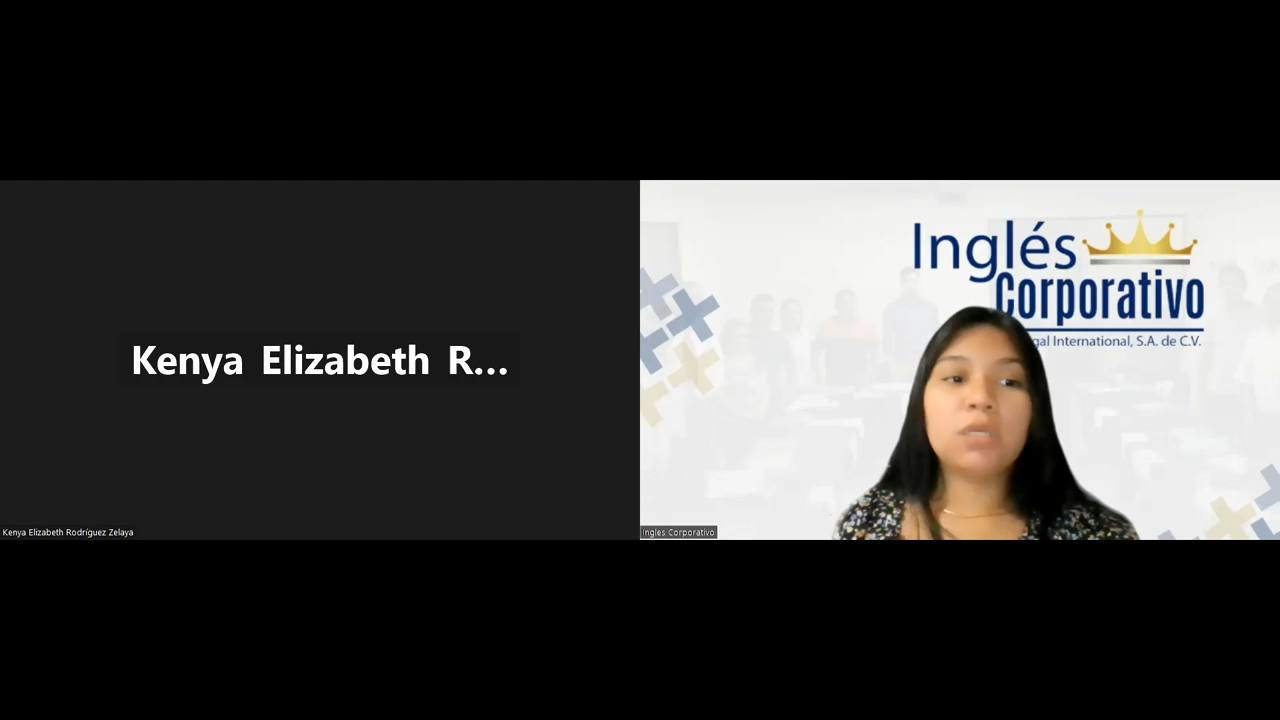 Kenya Elizabeth R...
Kenya Elizabeth Rodríguez Zelaya
Inglés
Corporativo
gal International, S.A. de C.V.
Ingles Corporativo